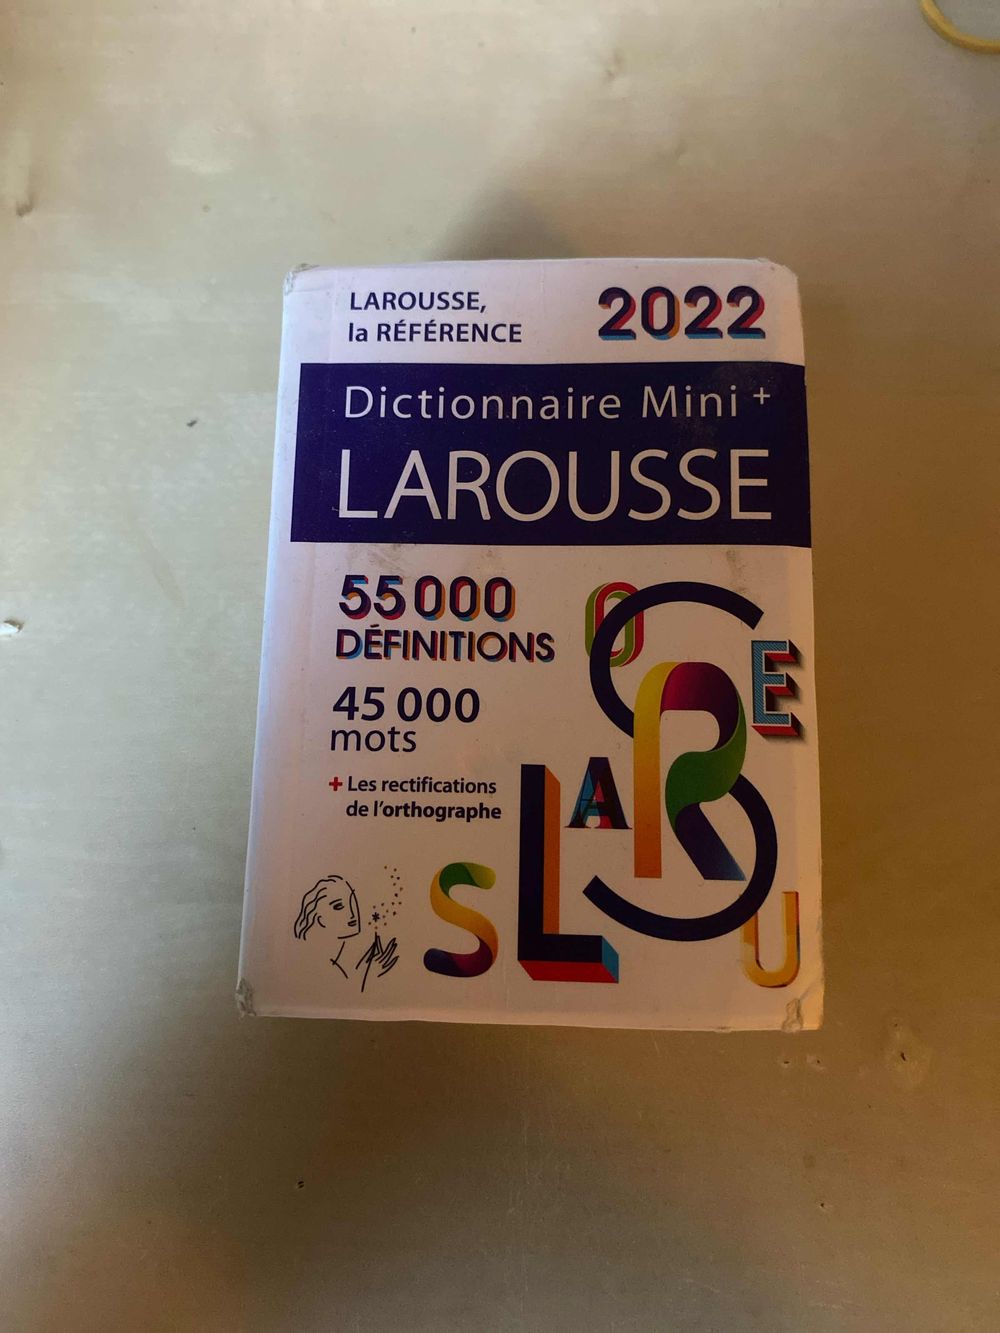 LAROUSSE,
la RÉFÉRENCE
2022
Dictionnaire Mini +
LAROUSSE
55 000
DÉFINITIONS
45 000
mots
+ Les rectifications
de l'orthographe
O
S
E
R
A
L
S
U